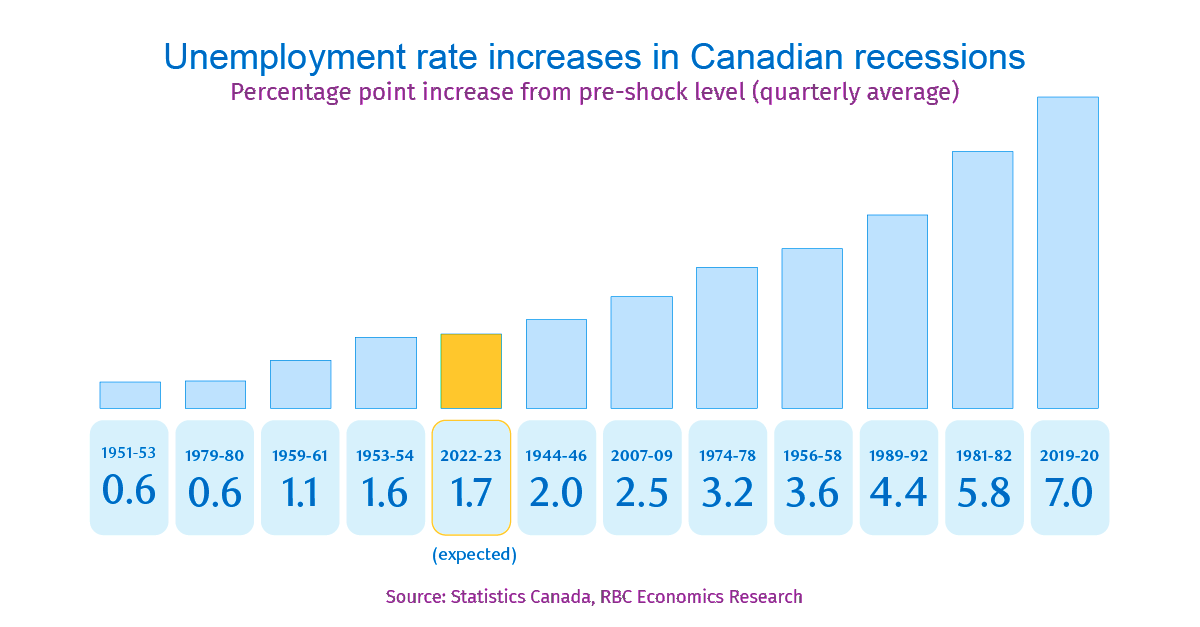 Unemployment rate increases in Canadian recessions
Percentage point increase from pre-shock level (quarterly average)
1951-53 1979-80 1959-61 1953-54 2022-23 1944-46 2007-09 1974-78 1956-58 1989-92 1981-82 2019-20
0.6 0.6 1.1 1.6 1.7 2.0 2.5 3.2 3.6 4.4 5.8 7.0
(expected)
Source: Statistics Canada, RBC Economics Research